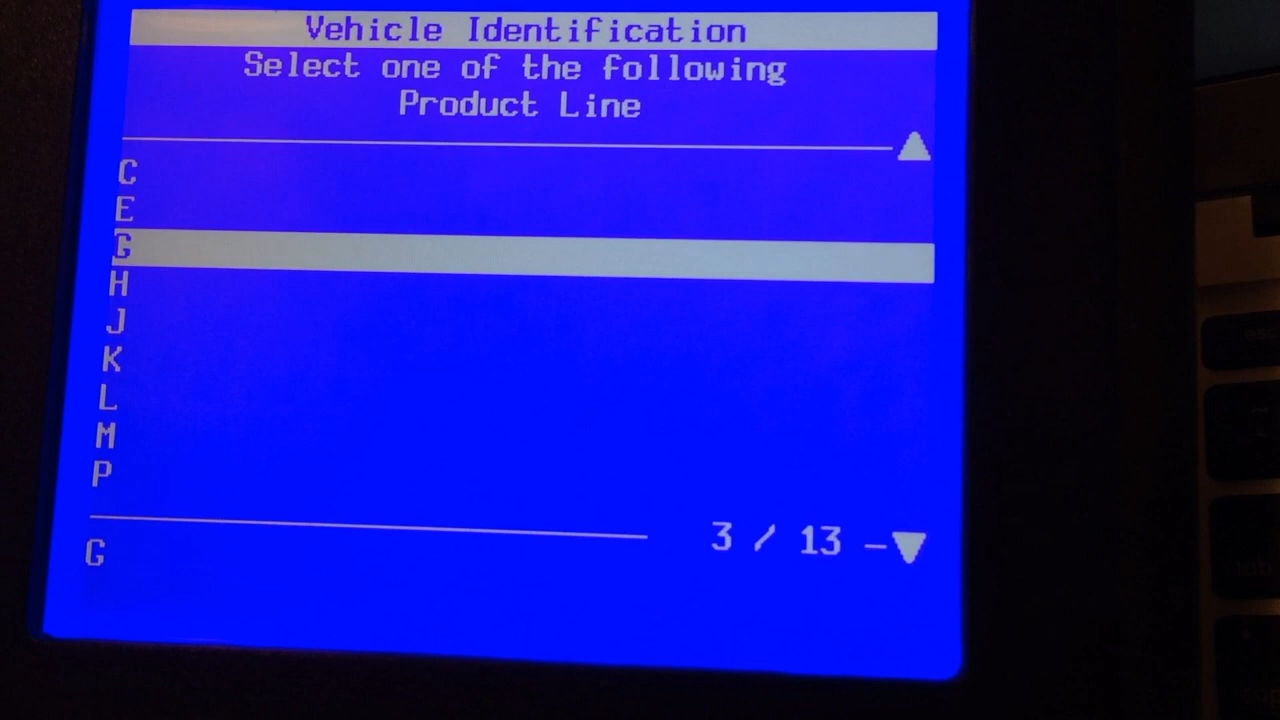 Vehicle Identification
Select one of the following
Product Line
C
E
G
H
J
K
L
M
P
3 / 13
G